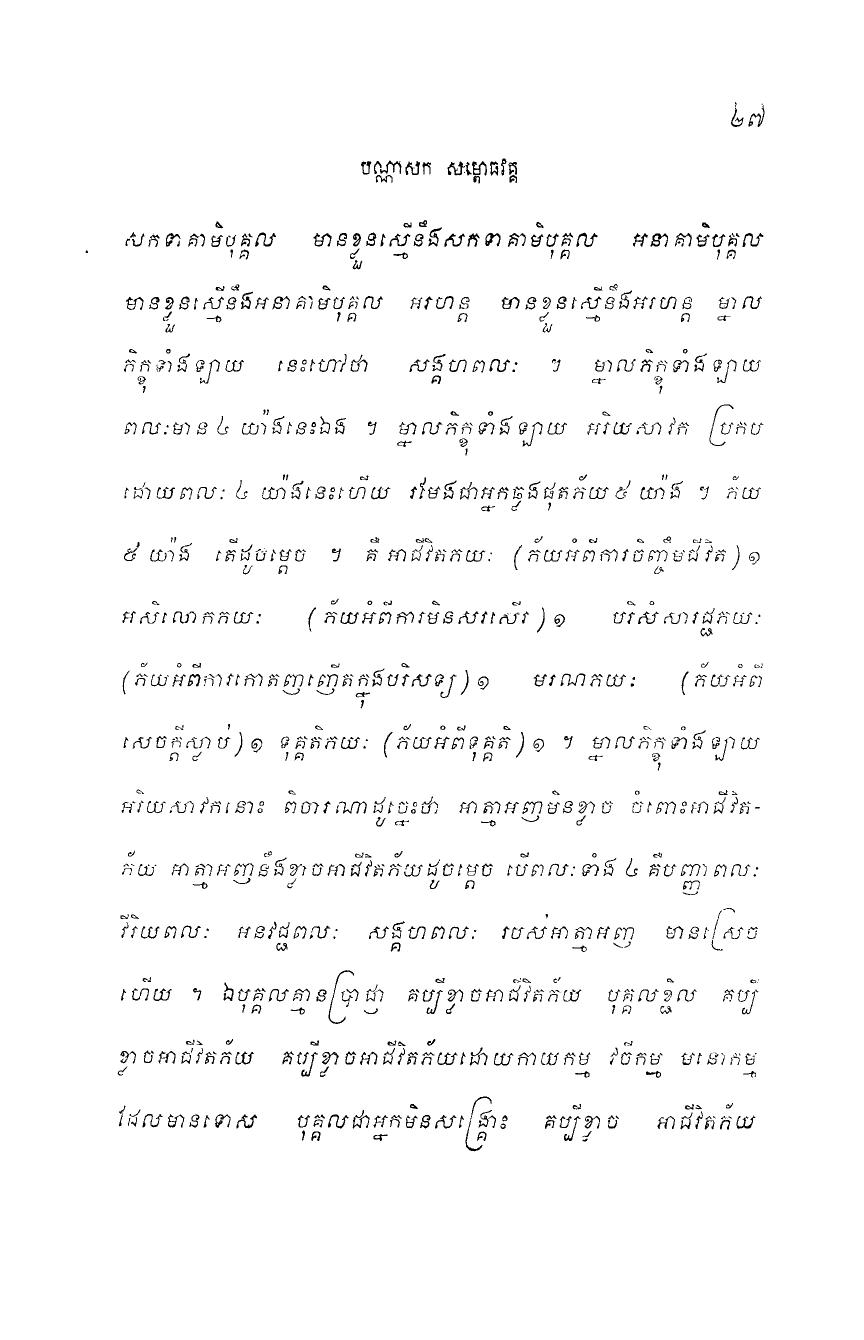 ២៧
បណ្ណាសក សម្ពោធវគ្គ
សកទាគាមិបុគ្គល មានខ្លួនស្មើនឹងសកទាគាមិបុគ្គល អនាគាមិបុគ្គល
មានខ្លួនស្មើនឹងអនាគាមិបុគ្គល អរហន្ត មានខ្លួនស្មើនឹងអរហន្ត ម្នាល
ភិក្ខុទាំងឡាយ នេះហៅថា សង្គហពលៈ ។ ម្នាលភិក្ខុទាំងឡាយ
ពលៈមាន ៤ យ៉ាងនេះឯង ។ ម្នាលភិក្ខុទាំងឡាយ អរិយសាវក ប្រកប
ដោយពលៈ ៤ យ៉ាងនេះហើយ រមែងជាអ្នកឆ្លងផុតភ័យ ៥ យ៉ាង ។ ភ័យ
៥ យ៉ាង តើដូចម្តេច ។ គឺ អាជីវិតភយៈ (ភ័យអំពីការចិញ្ចឹមជីវិត) ១
អសិលោកភយៈ (ភ័យអំពីការមិនសរសើរ) ១ បរិសំសារជ្ជភយៈ
(ភ័យអំពីការកោតញញើតក្នុងបរិសទ្យ) ១ មរណភយៈ (ភ័យអំពី
សេចក្តីស្លាប់) ១ ទុគ្គតិភយៈ (ភ័យអំពីទុគ្គតិ) ១ ។ ម្នាលភិក្ខុទាំងឡាយ
អរិយសាវកនោះ ពិចារណាដូច្នេះថា អាត្មាអញមិនខ្លាច ចំពោះអាជីវិត-
ភ័យ អាត្មាអញនឹងខ្លាចអាជីវិតភ័យដូចម្តេច បើពលៈទាំង ៤ គឺបញ្ញាពលៈ
វីរិយពលៈ អនវជ្ជពលៈ សង្គហពលៈ របស់អាត្មាអញ មានស្រេច
ហើយ ។ ឯបុគ្គលគ្មានប្រាជ្ញា គប្បីខ្លាចអាជីវិតភ័យ បុគ្គលខ្ជិល គប្បី
ខ្លាចអាជីវិតភ័យ គប្បីខ្លាចអាជីវិតភ័យដោយកាយកម្ម វចីកម្ម មនោកម្ម
ដែលមានទោស បុគ្គលជាអ្នកមិនសង្គ្រោះ គប្បីខ្លាច អាជីវិតភ័យ